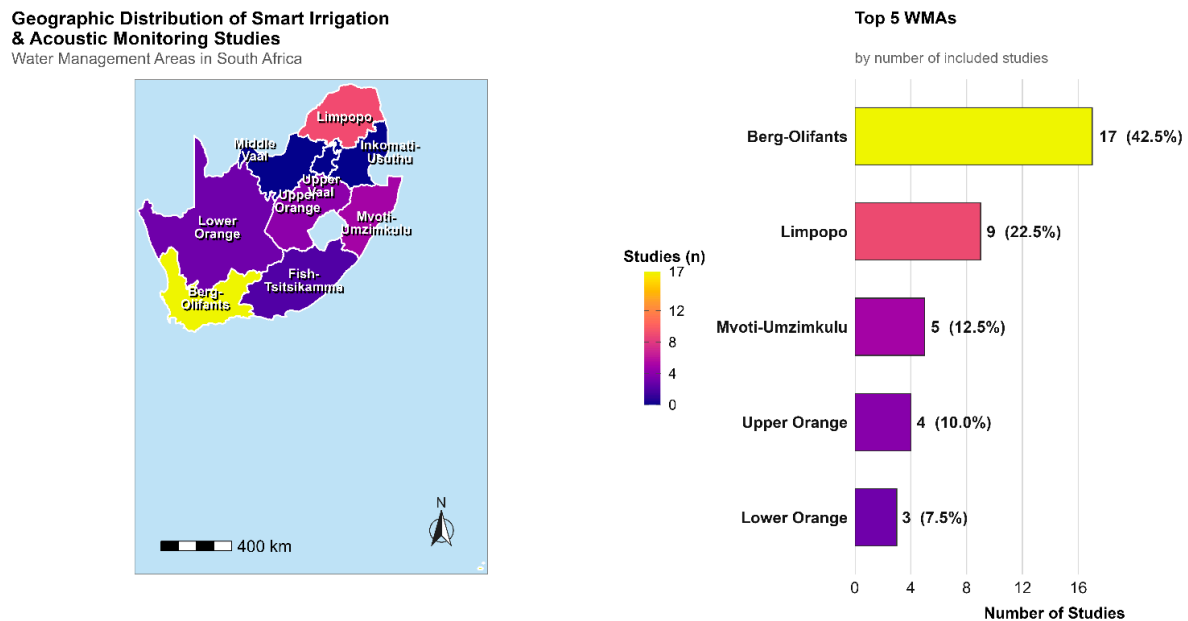 Geographic Distribution of Smart Irrigation
& Acoustic Monitoring Studies
Water Management Areas in South Africa
Limpopo
Middle
Vaal
Inkomati-
Usuthu
Upper
Vaal
Upper
Orange
Lower
Orange
Mvoti-
Umzimkulu
Fish-
Tsitsikamma
Berg-
Olifants
N
400 km
Studies (n)
17
12
8
4
0
Top 5 WMAs
by number of included studies
Berg-Olifants
17 (42.5%)
Limpopo
9 (22.5%)
Mvoti-Umzimkulu
5 (12.5%)
Upper Orange
4 (10.0%)
Lower Orange
3 (7.5%)
0
4
8
12
16
Number of Studies